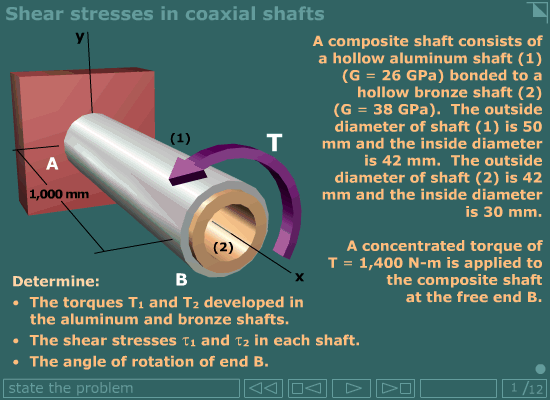 Shear stresses in coaxial shafts
A composite shaft consists of
a hollow aluminum shaft (1)
(G = 26 GPa) bonded to a
hollow bronze shaft (2)
(G = 38 GPa). The outside
diameter of shaft (1) is 50
mm and the inside diameter
is 42 mm. The outside
diameter of shaft (2) is 42
mm and the inside diameter
is 30 mm.
A concentrated torque of
T = 1,400 N-m is applied to
the composite shaft
at the free end B.
y
(1)
T
A
1,000 mm
(2)
B
x
Determine:
• The torques T₁ and T₂ developed in
the aluminum and bronze shafts.
• The shear stresses τ₁ and τ₂ in each shaft.
• The angle of rotation of end B.
state the problem
1/12